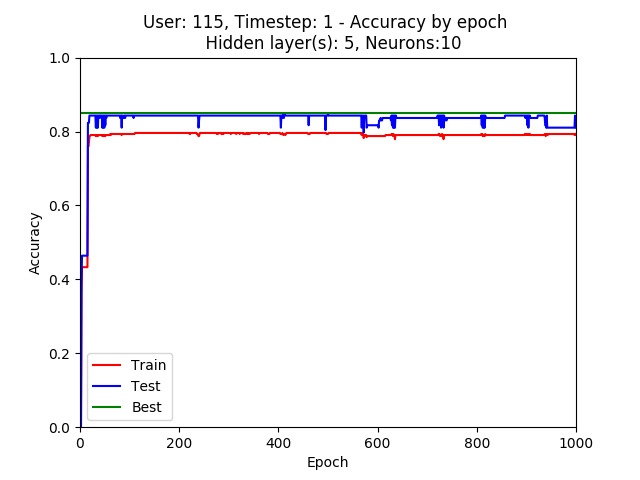 User: 115, Timestep: 1 - Accuracy by epoch
Hidden layer(s): 5, Neurons:10
1.0
0.8
0.6
0.4
0.2
0.0
Accuracy
Train
Test
Best
0 200 400 600 800 1000
Epoch